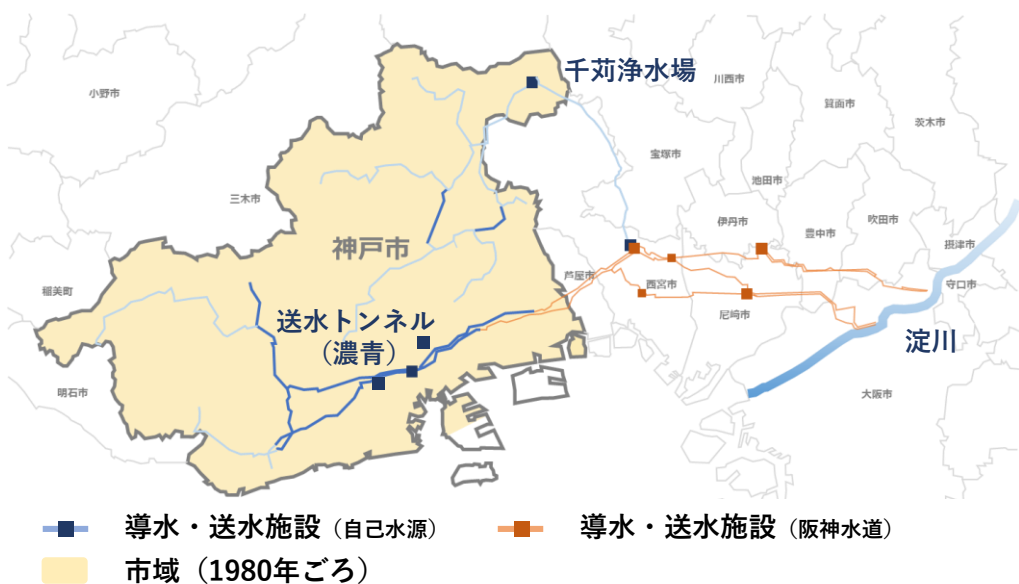 千苅浄水場
小野市
川西市
箕面市
茨木市
宝塚市
池田市
三木市
伊丹市
吹田市
神戸市
豊中市
摂津市
芦屋市
西宮市
守口市
稲美町
尼崎市
送水トンネル
（濃青）
淀川
明石市
大阪市
導水・送水施設（自己水源）
導水・送水施設（阪神水道）
市域（1980年ごろ）